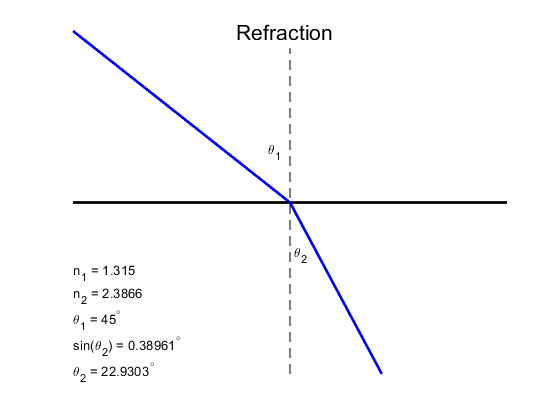 Refraction
θ₁
θ₂
n₁ = 1.315
n₂ = 2.3866
θ₁ = 45°
sin(θ₂) = 0.38961°
θ₂ = 22.9303°